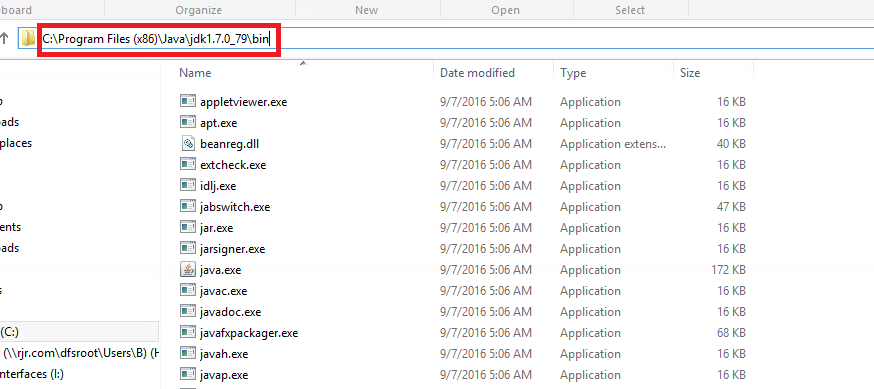 board Organize New Open Select
C:\Program Files (x86)\Java\jdk1.7.0_79\bin
Name Date modified Type Size
appletviewer.exe 9/7/2016 5:06 AM Application 16 KB
apt.exe 9/7/2016 5:06 AM Application 16 KB
beanreg.dll 9/7/2016 5:06 AM Application extens... 40 KB
extcheck.exe 9/7/2016 5:06 AM Application 16 KB
idlj.exe 9/7/2016 5:06 AM Application 16 KB
jabswitch.exe 9/7/2016 5:06 AM Application 47 KB
jar.exe 9/7/2016 5:06 AM Application 16 KB
jarsigner.exe 9/7/2016 5:06 AM Application 16 KB
java.exe 9/7/2016 5:06 AM Application 172 KB
javac.exe 9/7/2016 5:06 AM Application 16 KB
javadoc.exe 9/7/2016 5:06 AM Application 16 KB
javafxpackager.exe 9/7/2016 5:06 AM Application 68 KB
javah.exe 9/7/2016 5:06 AM Application 16 KB
javap.exe 9/7/2016 5:06 AM Application 16 KB
p
ads
places
p
ents
ads
s
(C:)
(\\rjr.com\dfsroot\Users\B) (H
nterfaces (I:)